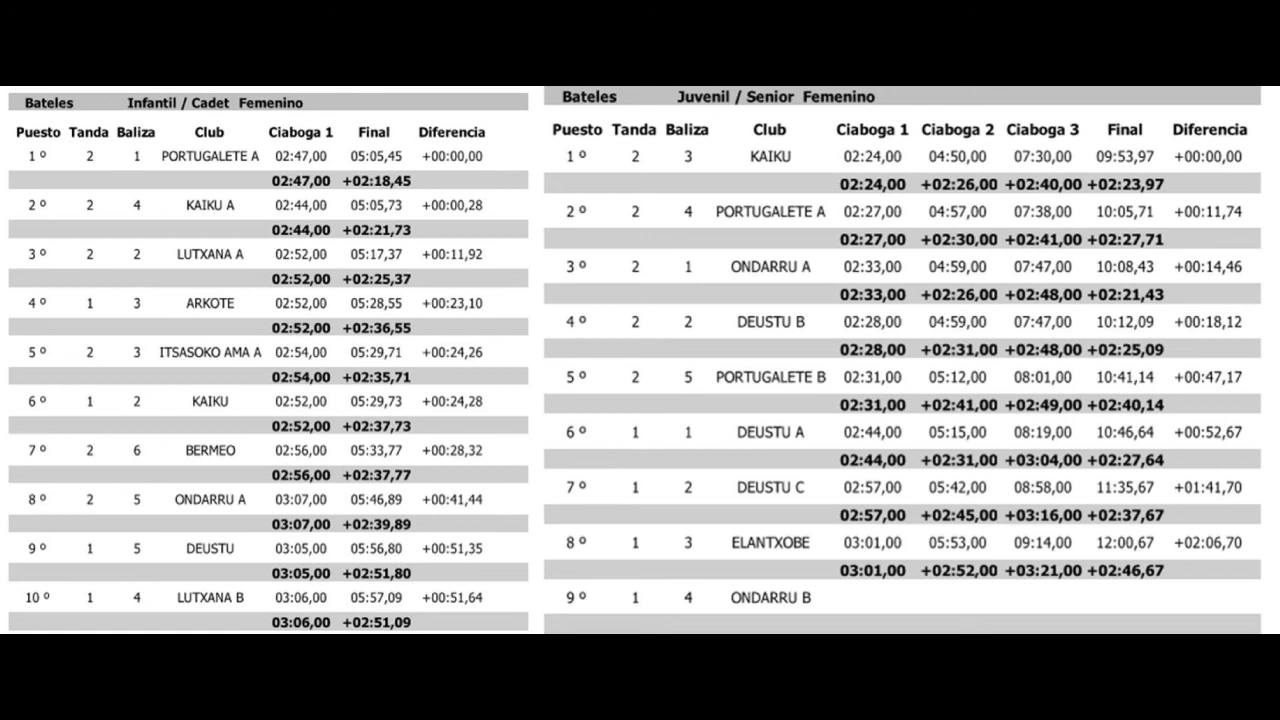 Bateles Infantil / Cadet Femenino
Puesto Tanda Baliza Club Ciaboga 1 Final Diferencia
1 º 2 1 PORTUGALETE A 02:47,00 05:05,45 +00:00,00
02:47,00 +02:18,45
2 º 2 4 KAIKU A 02:44,00 05:05,73 +00:00,28
02:44,00 +02:21,73
3 º 2 2 LUTXANA A 02:52,00 05:17,37 +00:11,92
02:52,00 +02:25,37
4 º 1 3 ARKOTE 02:52,00 05:28,55 +00:23,10
02:52,00 +02:36,55
5 º 2 3 ITSASOKO AMA A 02:54,00 05:29,71 +00:24,26
02:54,00 +02:35,71
6 º 1 2 KAIKU 02:52,00 05:29,73 +00:24,28
02:52,00 +02:37,73
7 º 2 6 BERMEO 02:56,00 05:33,77 +00:28,32
02:56,00 +02:37,77
8 º 2 5 ONDARRU A 03:07,00 05:46,89 +00:41,44
03:07,00 +02:39,89
9 º 1 5 DEUSTU 03:05,00 05:56,80 +00:51,35
03:05,00 +02:51,80
10 º 1 4 LUTXANA B 03:06,00 05:57,09 +00:51,64
03:06,00 +02:51,09
Bateles Juvenil / Senior Femenino
Puesto Tanda Baliza Club Ciaboga 1 Ciaboga 2 Ciaboga 3 Final Diferencia
1 º 2 3 KAIKU 02:24,00 04:50,00 07:30,00 09:53,97 +00:00,00
02:24,00 +02:26,00 +02:40,00 +02:23,97
2 º 2 4 PORTUGALETE A 02:27,00 04:57,00 07:38,00 10:05,71 +00:11,74
02:27,00 +02:30,00 +02:41,00 +02:27,71
3 º 2 1 ONDARRU A 02:33,00 04:59,00 07:47,00 10:08,43 +00:14,46
02:33,00 +02:26,00 +02:48,00 +02:21,43
4 º 2 2 DEUSTU B 02:28,00 04:59,00 07:47,00 10:12,09 +00:18,12
02:28,00 +02:31,00 +02:48,00 +02:25,09
5 º 2 5 PORTUGALETE B 02:31,00 05:12,00 08:01,00 10:41,14 +00:47,17
02:31,00 +02:41,00 +02:49,00 +02:40,14
6 º 1 1 DEUSTU A 02:44,00 05:15,00 08:19,00 10:46,64 +00:52,67
02:44,00 +02:31,00 +03:04,00 +02:27,64
7 º 1 2 DEUSTU C 02:57,00 05:42,00 08:58,00 11:35,67 +01:41,70
02:57,00 +02:45,00 +03:16,00 +02:37,67
8 º 1 3 ELANTXOBE 03:01,00 05:53,00 09:14,00 12:00,67 +02:06,70
03:01,00 +02:52,00 +03:21,00 +02:46,67
9 º 1 4 ONDARRU B